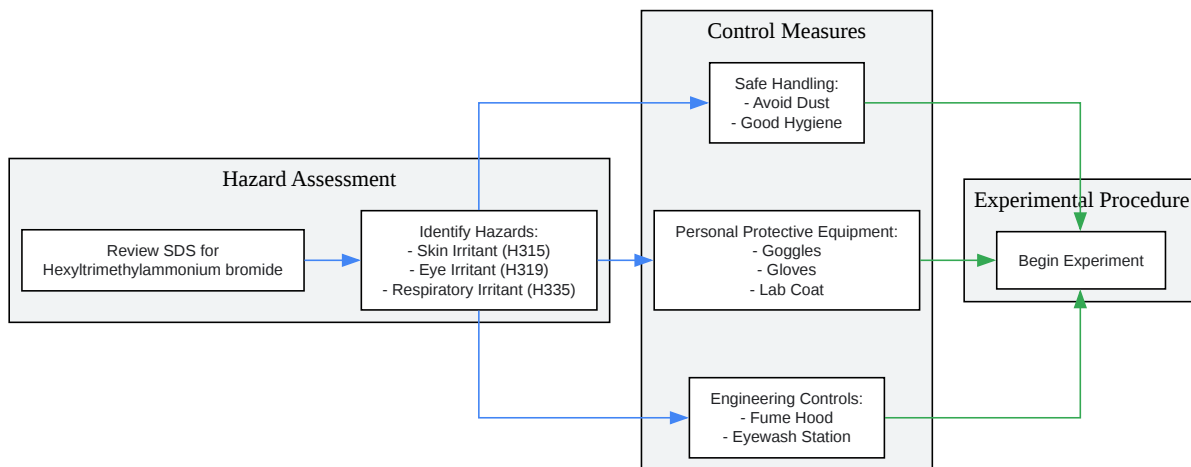 Hazard Assessment
Review SDS for
Hexyltrimethylammonium bromide
Identify Hazards:
- Skin Irritant (H315)
- Eye Irritant (H319)
- Respiratory Irritant (H335)
Control Measures
Safe Handling:
- Avoid Dust
- Good Hygiene
Personal Protective Equipment:
- Goggles
- Gloves
- Lab Coat
Engineering Controls:
- Fume Hood
- Eyewash Station
Experimental Procedure
Begin Experiment